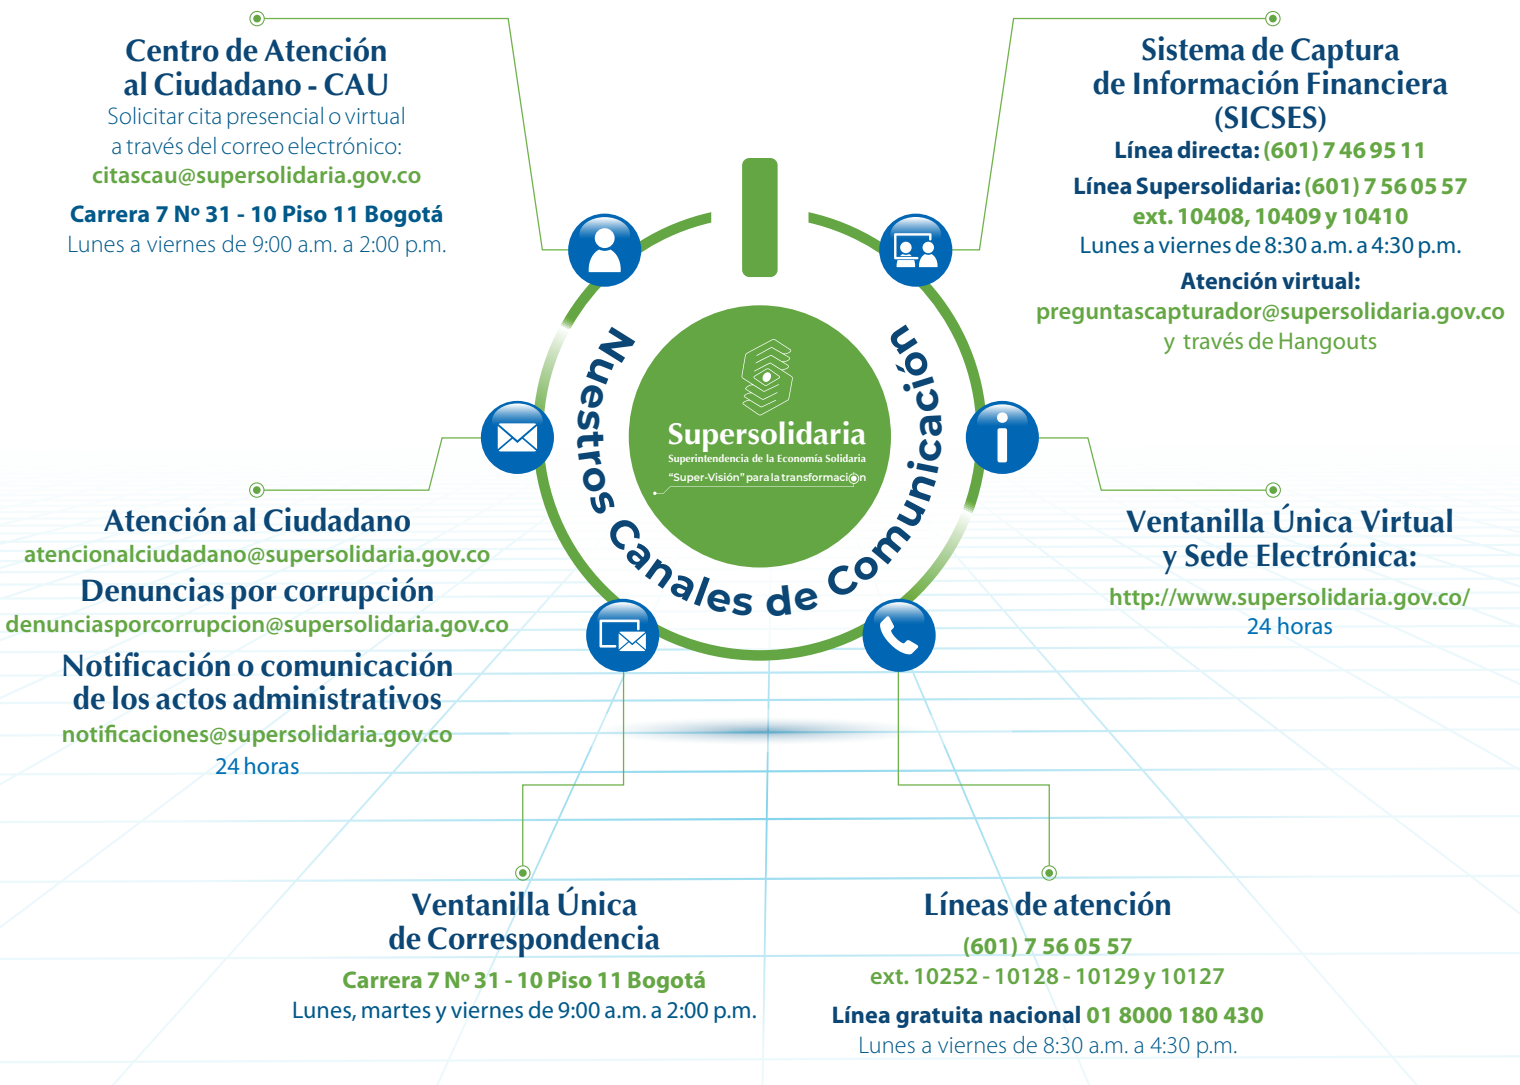 Centro de Atención
al Ciudadano - CAU
Solicitar cita presencial o virtual
a través del correo electrónico:
citascau@supersolidaria.gov.co
Carrera 7 Nº 31 - 10 Piso 11 Bogotá
Lunes a viernes de 9:00 a.m. a 2:00 p.m.
Sistema de Captura
de Información Financiera
(SICSES)
Línea directa: (601) 7 46 95 11
Línea Supersolidaria: (601) 7 56 05 57
ext. 10408, 10409 y 10410
Lunes a viernes de 8:30 a.m. a 4:30 p.m.
Atención virtual:
preguntascapturador@supersolidaria.gov.co
y través de Hangouts
Nuestros Canales de Comunicación
Supersolidaria
Superintendencia de la Economía Solidaria
"Super-Visión" para la transformación
Atención al Ciudadano
atencionalciudadano@supersolidaria.gov.co
Denuncias por corrupción
denunciasporcorrupcion@supersolidaria.gov.co
Notificación o comunicación
de los actos administrativos
notificaciones@supersolidaria.gov.co
24 horas
Ventanilla Única Virtual
y Sede Electrónica:
http://www.supersolidaria.gov.co/
24 horas
Ventanilla Única
de Correspondencia
Carrera 7 Nº 31 - 10 Piso 11 Bogotá
Lunes, martes y viernes de 9:00 a.m. a 2:00 p.m.
Líneas de atención
(601) 7 56 05 57
ext. 10252 - 10128 - 10129 y 10127
Línea gratuita nacional 01 8000 180 430
Lunes a viernes de 8:30 a.m. a 4:30 p.m.